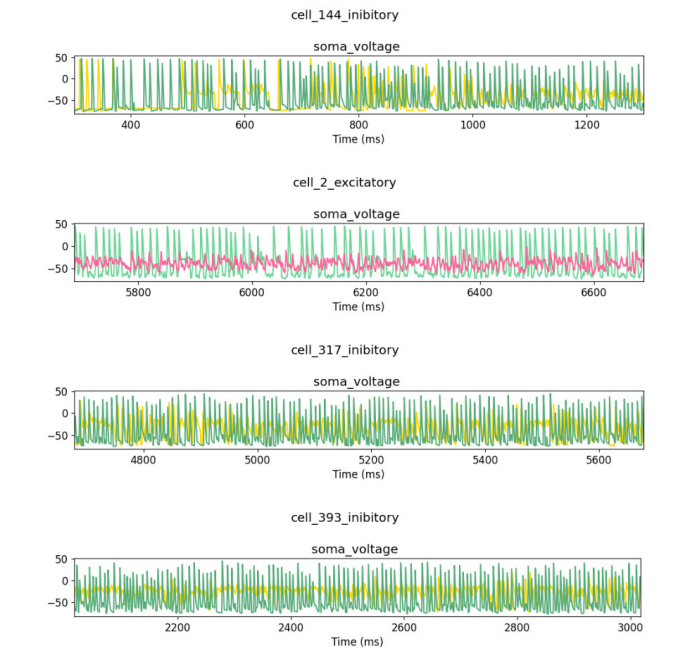 cell_144_inibitory
soma_voltage
50
0
−50
400 600 800 1000 1200
Time (ms)
cell_2_excitatory
soma_voltage
50
0
−50
5800 6000 6200 6400 6600
Time (ms)
cell_317_inibitory
soma_voltage
50
0
−50
4800 5000 5200 5400 5600
Time (ms)
cell_393_inibitory
soma_voltage
50
0
−50
2200 2400 2600 2800 3000
Time (ms)